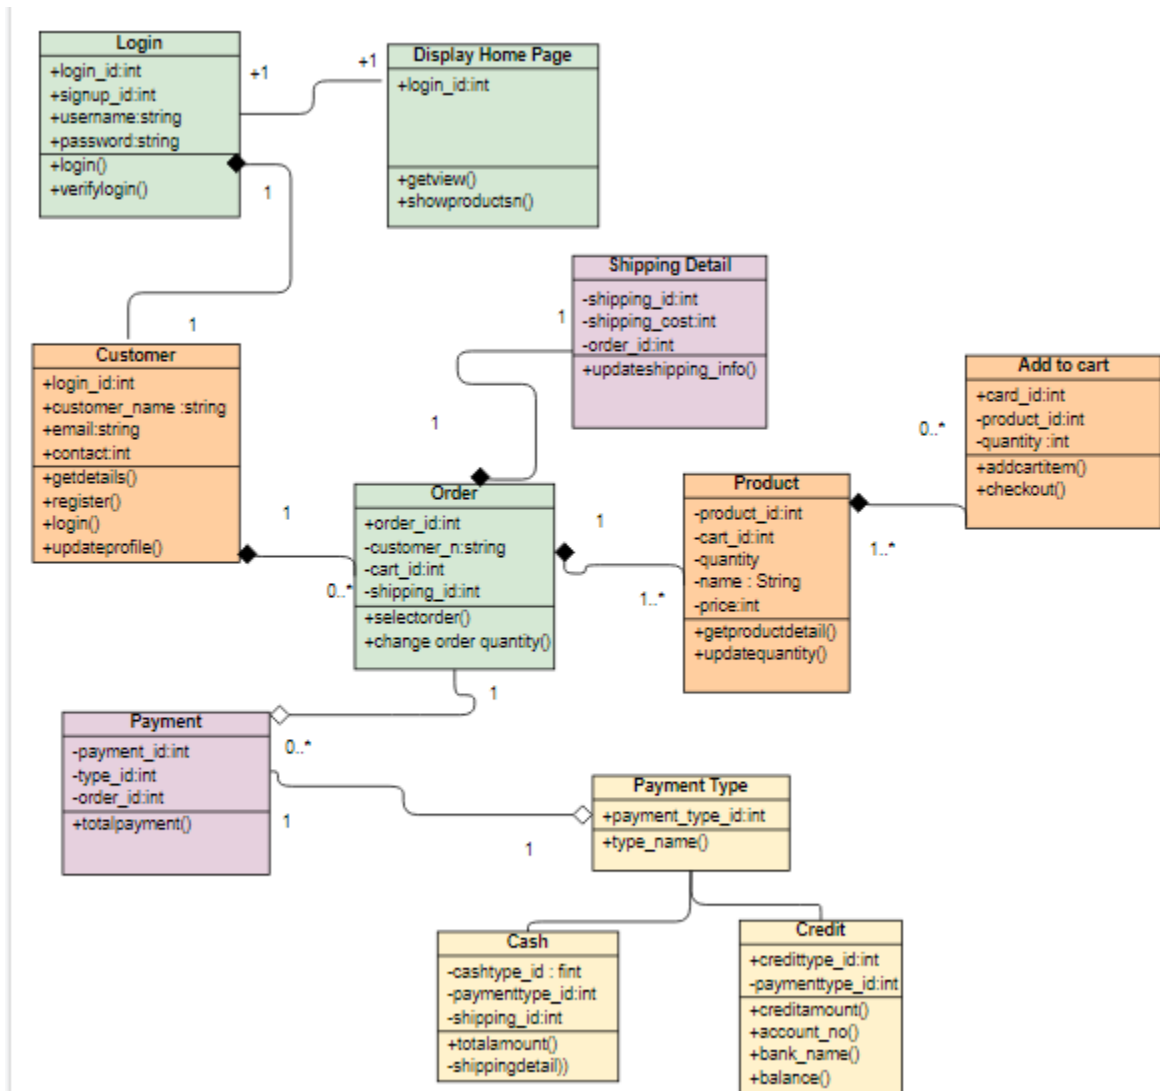 Login
+login_id:int
+signup_id:int
+username:string
+password:string
+login()
+verifylogin()
+1
+1
Display Home Page
+login_id:int
+getview()
+showproductsn()
1
1
Shipping Detail
-shipping_id:int
-shipping_cost:int
-order_id:int
+updateshipping_info()
1
1
Customer
+login_id:int
+customer_name :string
+email:string
+contact:int
+getdetails()
+register()
+login()
+updateprofile()
1
0..*
Order
+order_id:int
-customer_n:string
-cart_id:int
-shipping_id:int
+selectorder()
+change order quantity()
1
1..*
Product
-product_id:int
-cart_id:int
-quantity
-name : String
-price:int
+getproductdetail()
+updatequantity()
0..*
1..*
Add to cart
+card_id:int
-product_id:int
-quantity :int
+addcartitem()
+checkout()
1
0..*
Payment
-payment_id:int
-type_id:int
-order_id:int
+totalpayment()
1
1
Payment Type
+payment_type_id:int
+type_name()
Cash
-cashtype_id : fint
-paymenttype_id:int
-shipping_id:int
+totalamount()
-shippingdetail))
Credit
+credittype_id:int
-paymenttype_id:int
+creditamount()
+account_no()
+bank_name()
+balance()